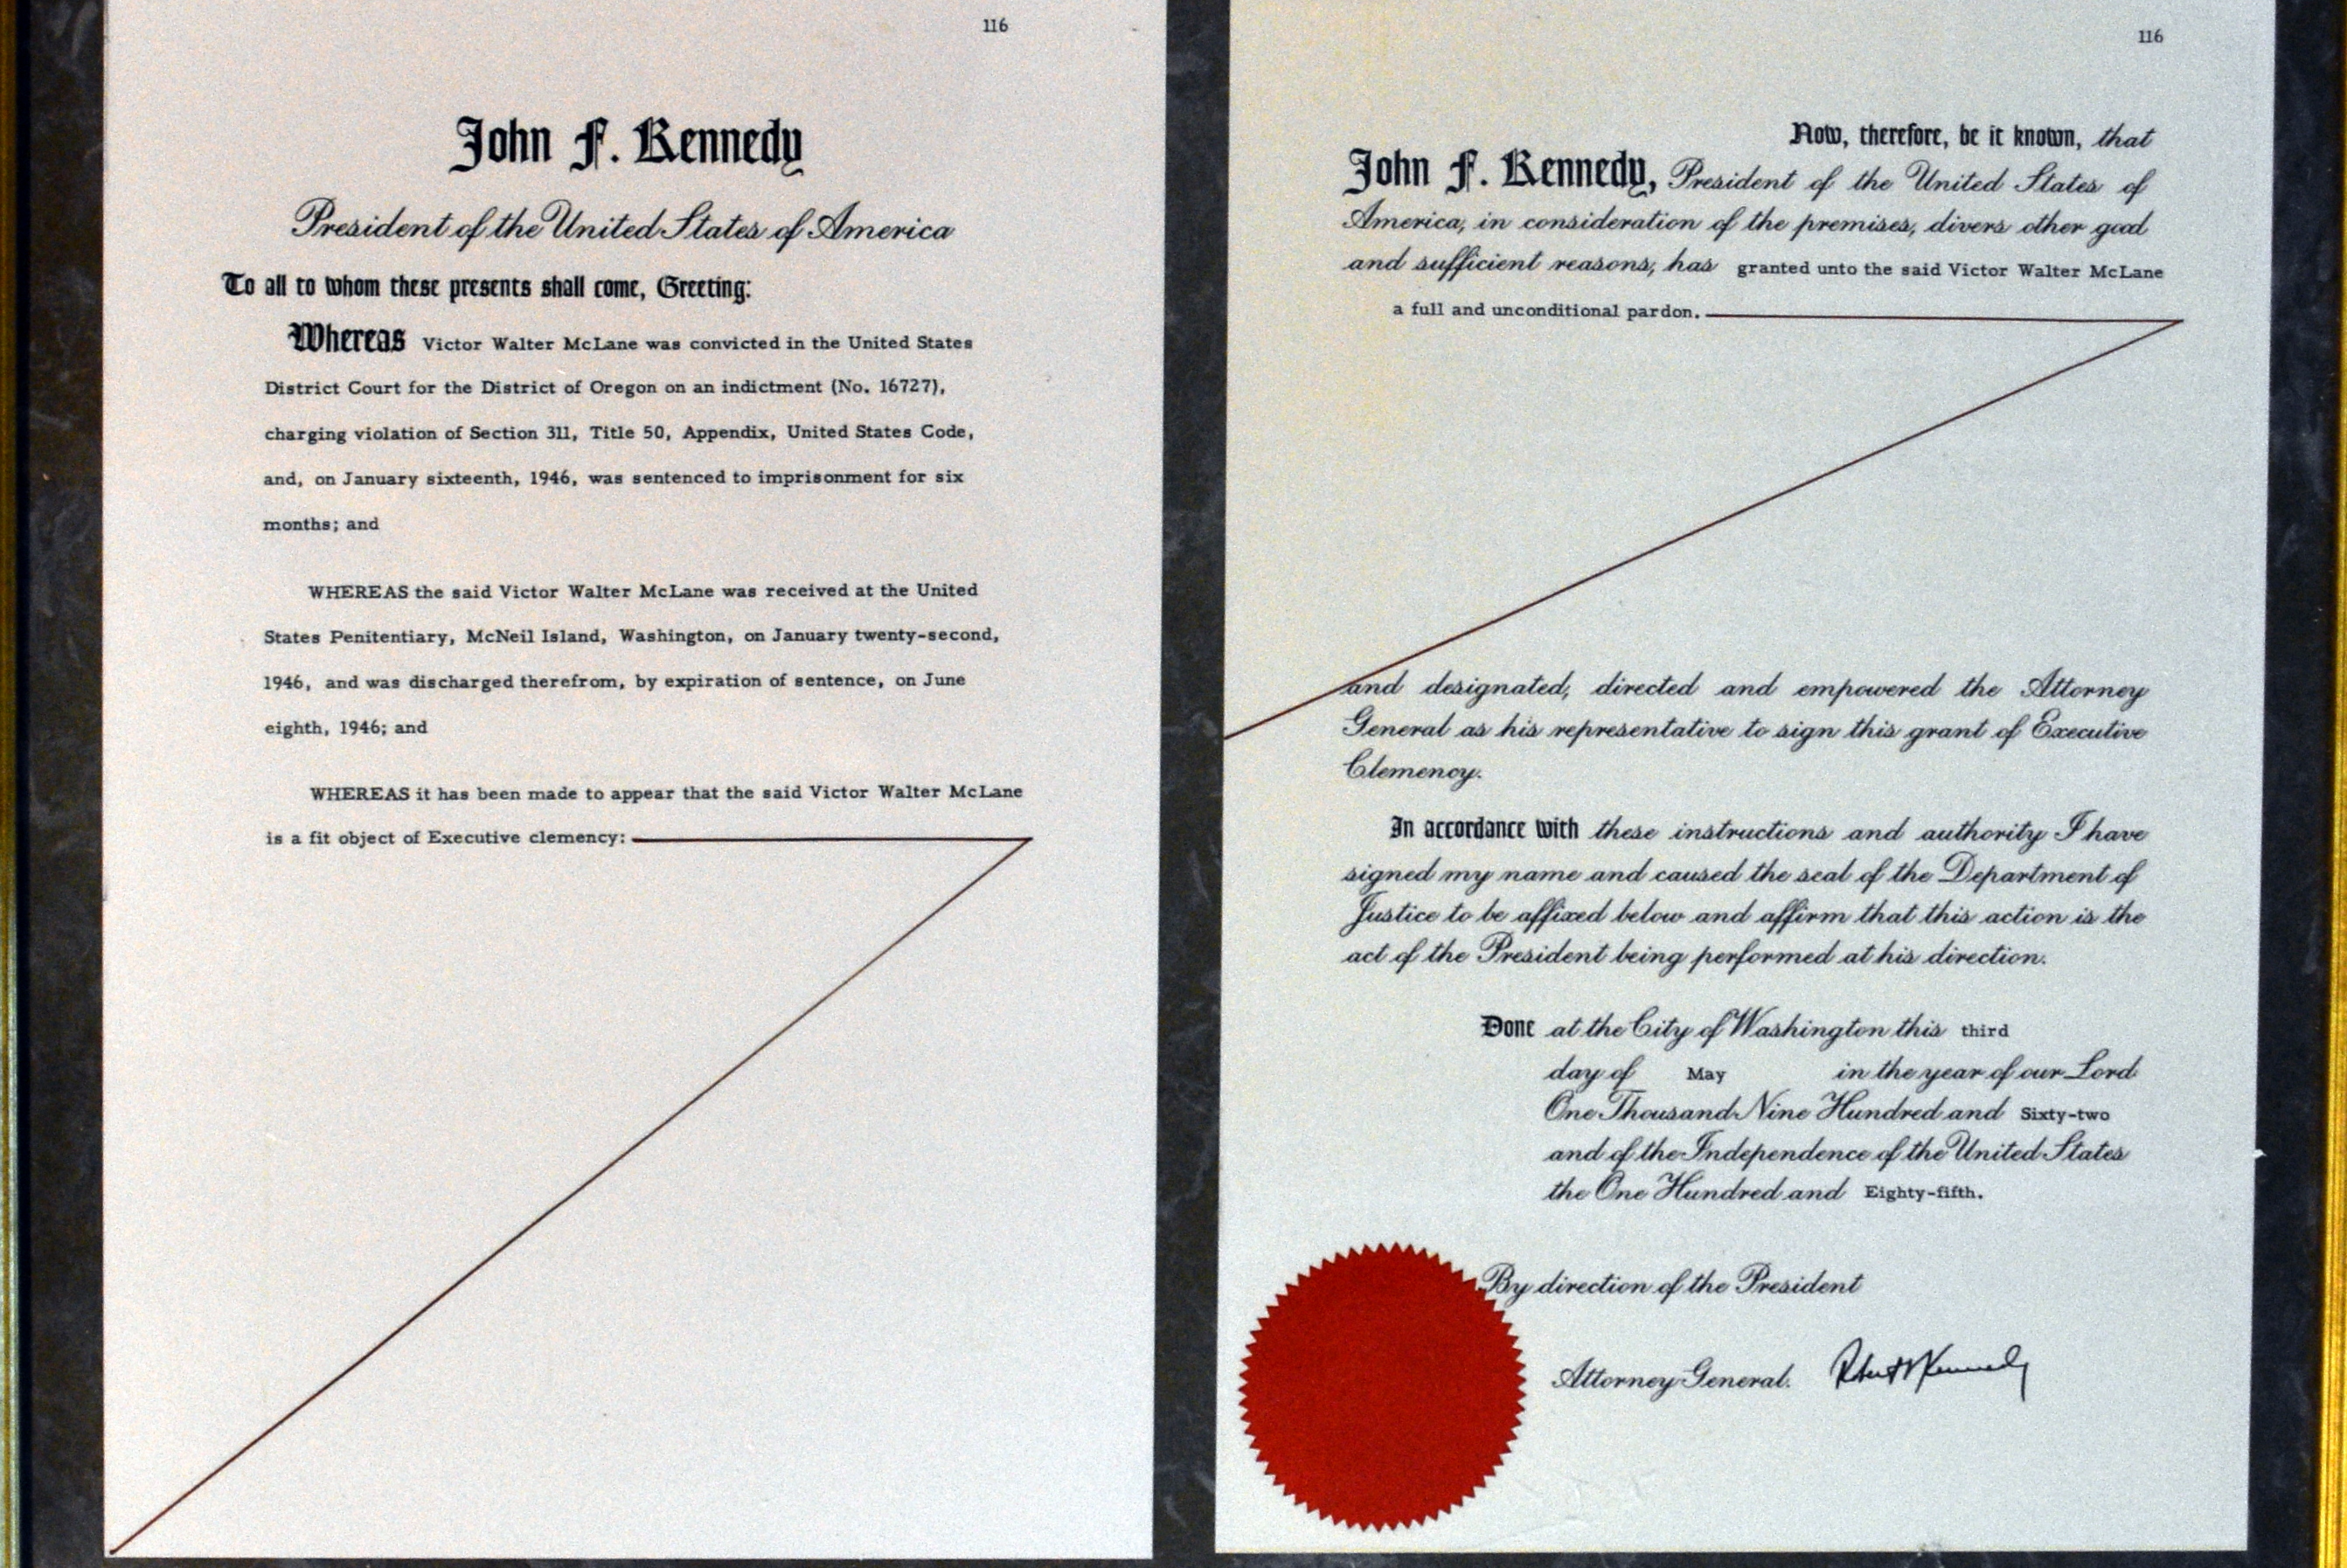 116
John F. Kennedy
President of the United States of America
To all to whom these presents shall come, Greeting:
Whereas Victor Walter McLane was convicted in the United States
District Court for the District of Oregon on an indictment (No. 16727),
charging violation of Section 311, Title 50, Appendix, United States Code,
and, on January sixteenth, 1946, was sentenced to imprisonment for six
months; and
WHEREAS the said Victor Walter McLane was received at the United
States Penitentiary, McNeil Island, Washington, on January twenty-second,
1946, and was discharged therefrom, by expiration of sentence, on June
eighth, 1946; and
WHEREAS it has been made to appear that the said Victor Walter McLane
is a fit object of Executive clemency:
116
Now, therefore, be it known, that
John F. Kennedy, President of the United States of
America, in consideration of the premises, divers other good
and sufficient reasons, has granted unto the said Victor Walter McLane
a full and unconditional pardon.
and designated, directed and empowered the Attorney
General as his representative to sign this grant of Executive
Clemency.
In accordance with these instructions and authority I have
signed my name and caused the seal of the Department of
Justice to be affixed below and affirm that this action is the
act of the President being performed at his direction.
Done at the City of Washington this third
day of May in the year of our Lord
One Thousand Nine Hundred and Sixty-two
and of the Independence of the United States
the One Hundred and Eighty-fifth.
By direction of the President
Attorney General. Robert Kennedy